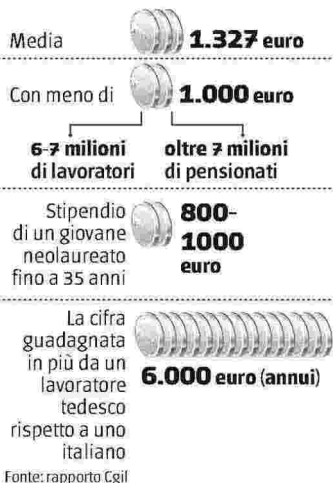 Media 1.327 euro
Con meno di 1.000 euro
6-7 milioni
di lavoratori
oltre 7 milioni
di pensionati
Stipendio
di un giovane
neolaureato
fino a 35 anni
800-
1000
euro
La cifra
guadagnata
in più da un
lavoratore
tedesco
rispetto a uno
italiano
6.000 euro (annui)
Fonte: rapporto Cgil